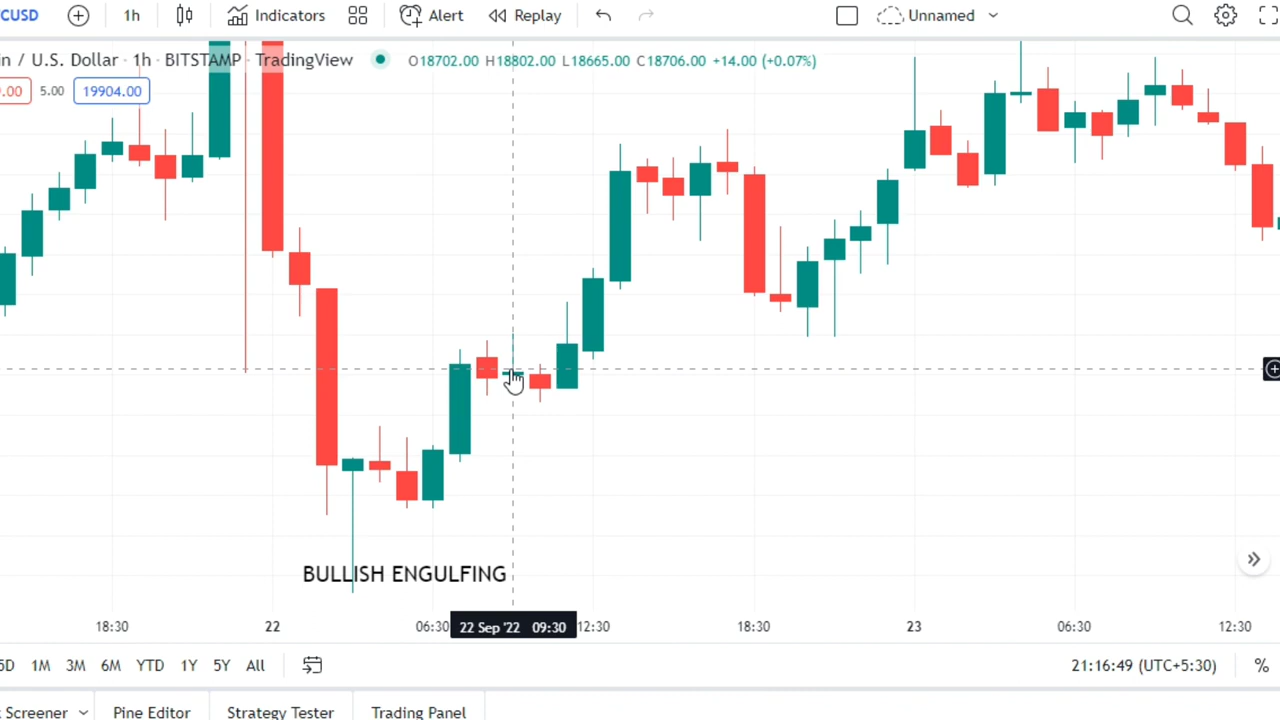 CUSD 1h Indicators Alert Replay Unnamed
in / U.S. Dollar · 1h · BITSTAMP · TradingView O18702.00 H18802.00 L18665.00 C18706.00 +14.00 (+0.07%)
.00 5.00 19904.00
BULLISH ENGULFING
18:30 22 06:30 22 Sep '22 09:30 12:30 18:30 23 06:30 12:30
5D 1M 3M 6M YTD 1Y 5Y All 21:16:49 (UTC+5:30) %
Screener Pine Editor Strategy Tester Trading Panel